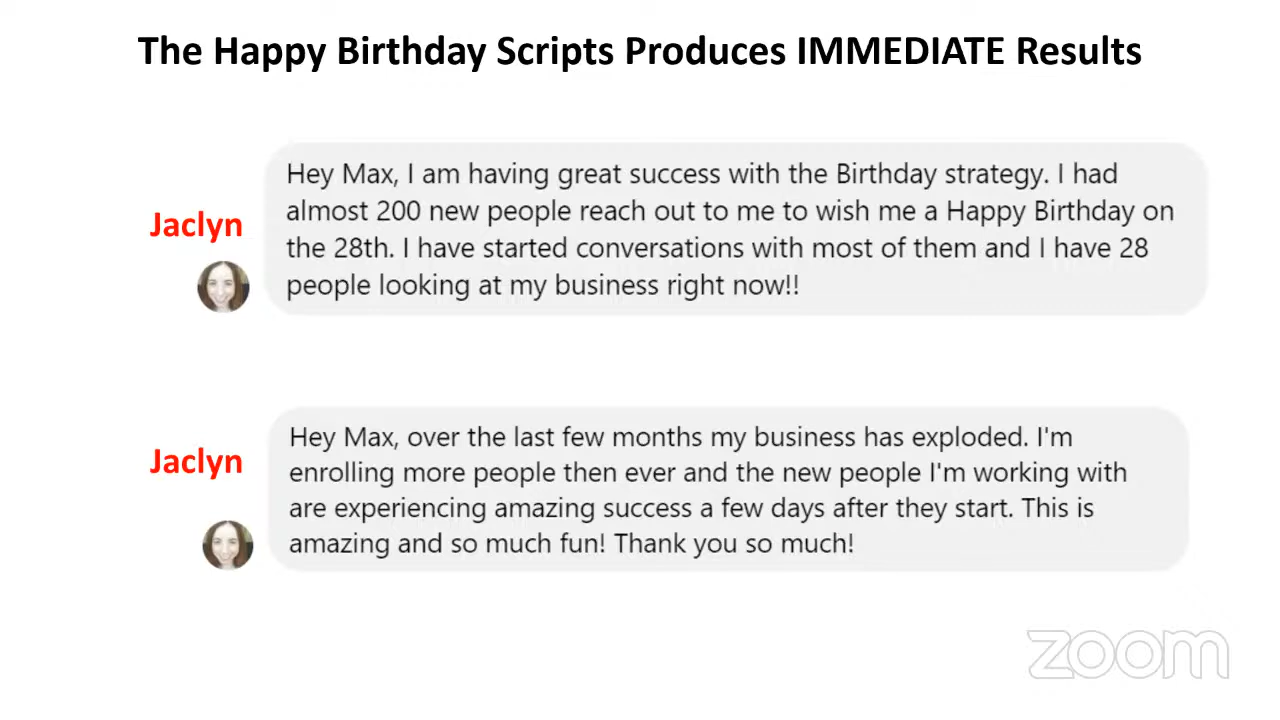 The Happy Birthday Scripts Produces IMMEDIATE Results
Jaclyn
Hey Max, I am having great success with the Birthday strategy. I had
almost 200 new people reach out to me to wish me a Happy Birthday on
the 28th. I have started conversations with most of them and I have 28
people looking at my business right now!!
Jaclyn
Hey Max, over the last few months my business has exploded. I'm
enrolling more people then ever and the new people I'm working with
are experiencing amazing success a few days after they start. This is
amazing and so much fun! Thank you so much!
zoom